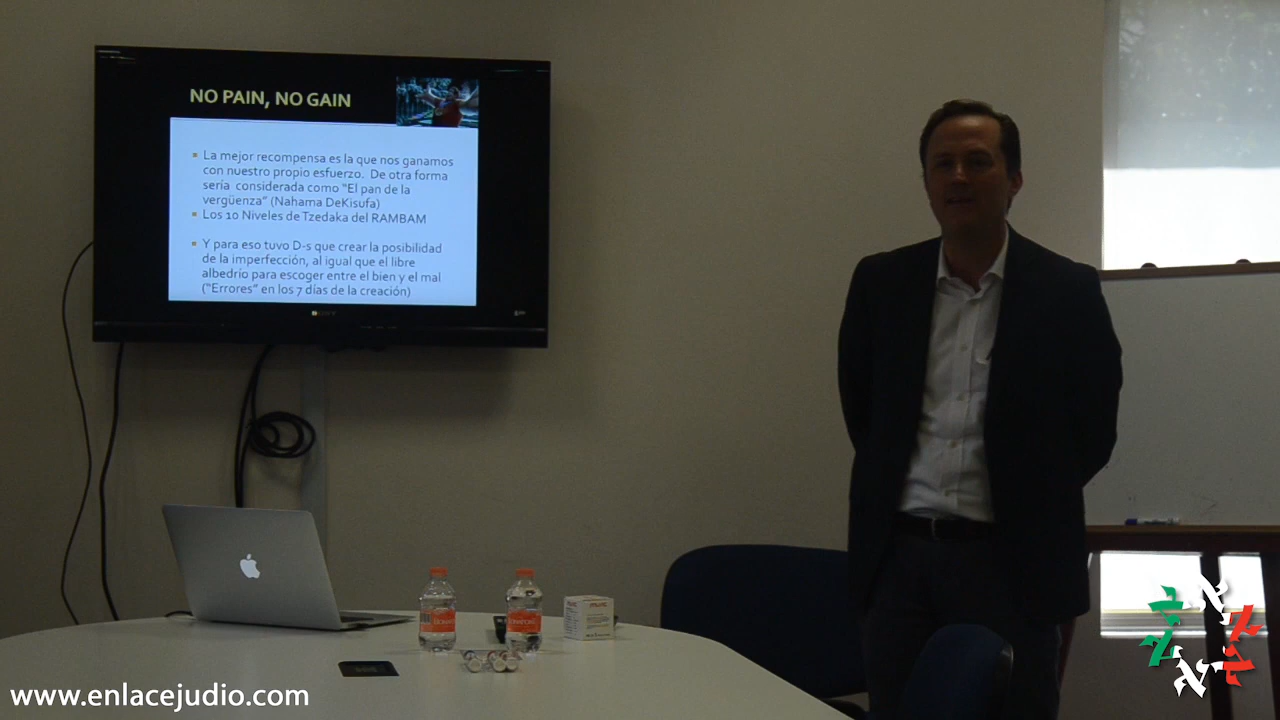 NO PAIN, NO GAIN
La mejor recompensa es la que nos ganamos
con nuestro propio esfuerzo. De otra forma
sería considerada como “El pan de la
vergüenza” (Nahama DeKisufa)
Los 10 Niveles de Tzedaka del RAMBAM
Y para eso tuvo D-s que crear la posibilidad
de la imperfección, al igual que el libre
albedrío para escoger entre el bien y el mal
(“Errores” en los 7 días de la creación)
SONY
www.enlacejudio.com